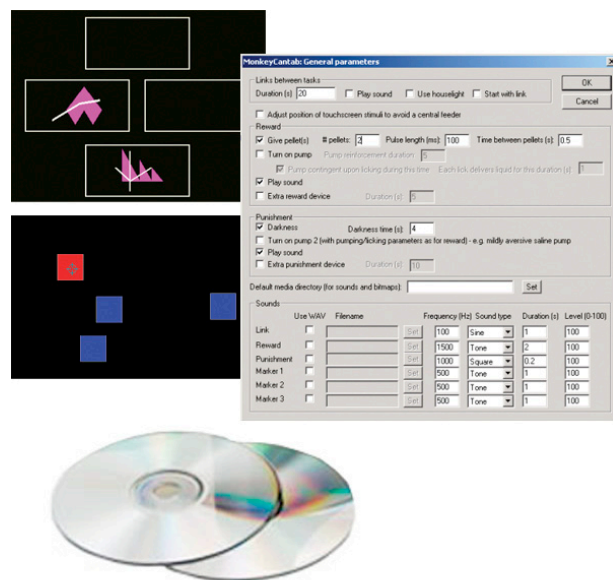 MonkeyCantab: General parameters
Links between tasks
Duration (s) 20 Play sound Use houselight Start with link
OK
Cancel
Adjust position of touchscreen stimuli to avoid a central feeder
Reward
Give pellet(s) # pellets: 2 Pulse length (ms): 100 Time between pellets (s) 0.5
Turn on pump Pump reinforcement duration 5
Pump contingent upon licking during this time Each lick delivers liquid for this duration (s) 1
Play sound
Extra reward device Duration (s) 5
Punishment
Darkness Darkness time (s) 4
Turn on pump 2 (with pumping/licking parameters as for reward) - e.g. mildly aversive saline pump
Play sound
Extra punishment device Duration (s) 10
Default media directory (for sounds and bitmaps): Set
Sounds
Use WAV Filename Frequency (Hz) Sound type Duration (s) Level (0-100)
Link Set 100 Sine 1 100
Reward Set 1500 Tone 2 100
Punishment Set 1000 Square 0.2 100
Marker 1 Set 500 Tone 1 100
Marker 2 Set 500 Tone 1 100
Marker 3 Set 500 Tone 1 100